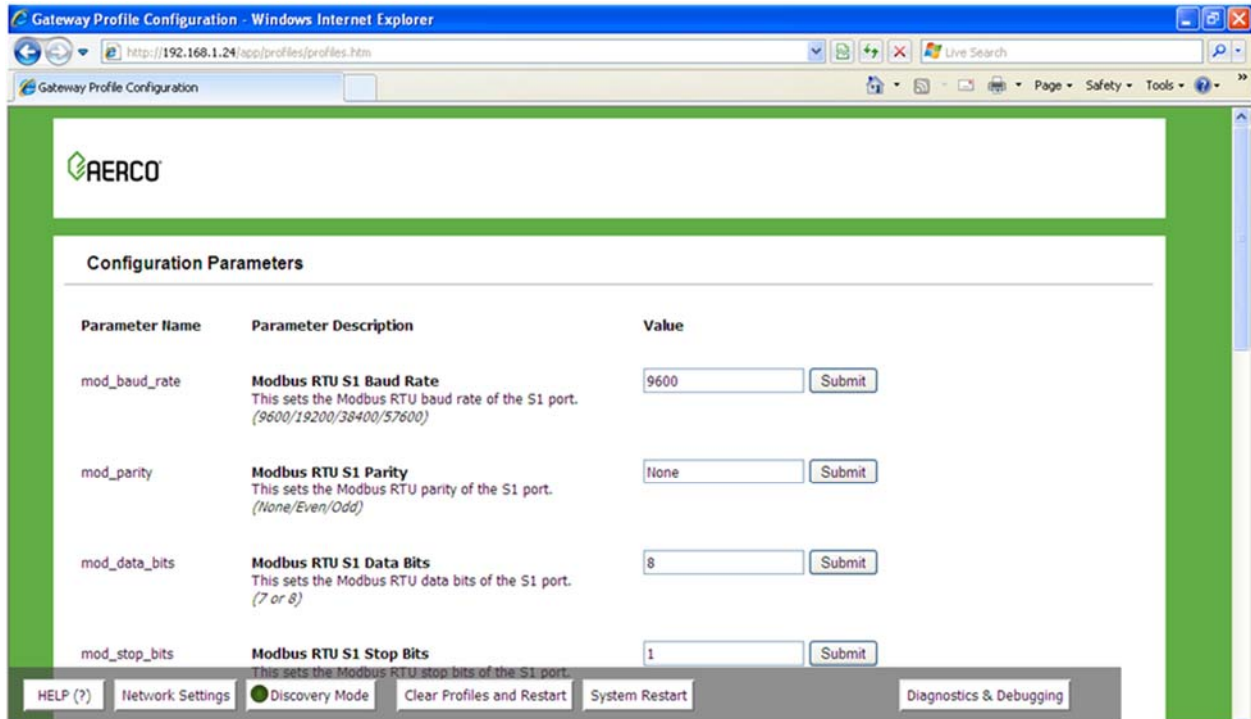 Gateway Profile Configuration - Windows Internet Explorer
http://192.168.1.24/app/profiles/profiles.htm
Live Search
Gateway Profile Configuration
Page
Safety
Tools
AERCO
Configuration Parameters
Parameter Name Parameter Description Value
mod_baud_rate Modbus RTU S1 Baud Rate 9600 Submit
This sets the Modbus RTU baud rate of the S1 port.
(9600/19200/38400/57600)
mod_parity Modbus RTU S1 Parity None Submit
This sets the Modbus RTU parity of the S1 port.
(None/Even/Odd)
mod_data_bits Modbus RTU S1 Data Bits 8 Submit
This sets the Modbus RTU data bits of the S1 port.
(7 or 8)
mod_stop_bits Modbus RTU S1 Stop Bits 1 Submit
This sets the Modbus RTU stop bits of the S1 port.
HELP (?) Network Settings Discovery Mode Clear Profiles and Restart System Restart Diagnostics & Debugging